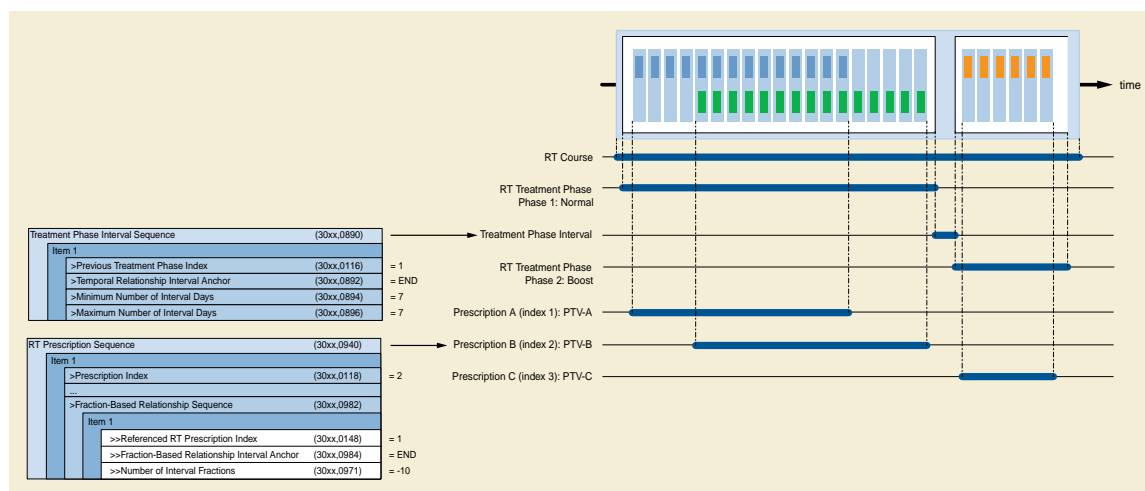 time
RT Course
RT Treatment Phase
Phase 1: Normal
Treatment Phase Interval Sequence (30xx,0890)
Treatment Phase Interval
Item 1
>Previous Treatment Phase Index (30xx,0116) = 1
>Temporal Relationship Interval Anchor (30xx,0892) = END
>Minimum Number of Interval Days (30xx,0894) = 7
>Maximum Number of Interval Days (30xx,0896) = 7
RT Treatment Phase
Phase 2: Boost
Prescription A (index 1): PTV-A
RT Prescription Sequence (30xx,0940)
Prescription B (index 2): PTV-B
Item 1
>Prescription Index (30xx,0118) = 2
...
>Fraction-Based Relationship Sequence (30xx,0982)
Prescription C (index 3): PTV-C
Item 1
>>Referenced RT Prescription Index (30xx,0148) = 1
>>Fraction-Based Relationship Interval Anchor (30xx,0984) = END
>>Number of Interval Fractions (30xx,0971) = -10